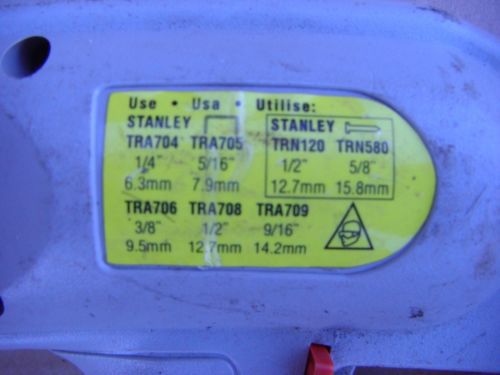 Use • Usa • Utilise:
STANLEY
TRA704 TRA705
1/4" 5/16"
6.3mm 7.9mm
STANLEY
TRN120 TRN580
1/2" 5/8"
12.7mm 15.8mm
TRA706 TRA708 TRA709
3/8" 1/2" 9/16"
9.5mm 12.7mm 14.2mm